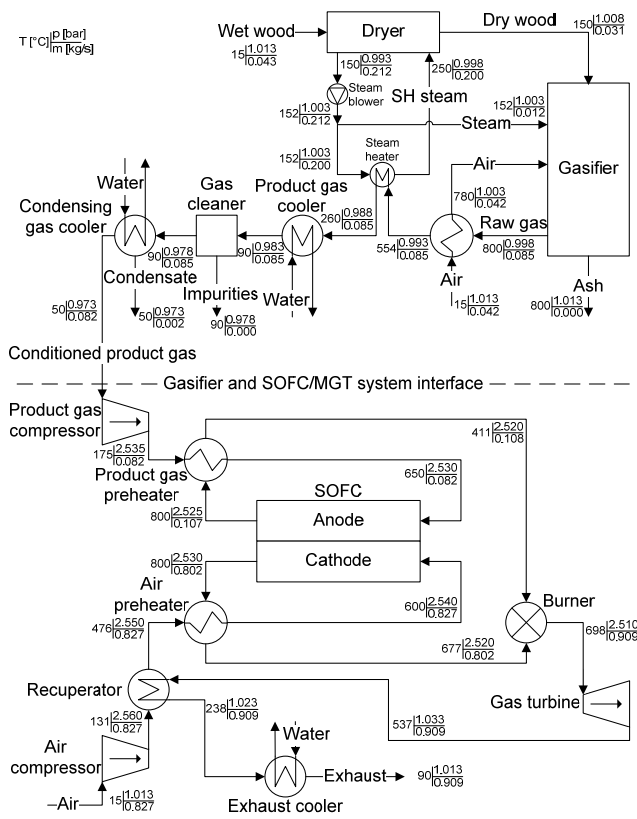 T [°C] p [bar]
m [kg/s]
Wet wood
15 1.013
0.043
Dryer
Dry wood
150 1.008
0.031
150 0.993
0.212
250 0.998
0.200
Steam
blower
SH steam
152 1.003
0.212
152 1.003
0.012
Steam
152 1.003
0.200
Steam
heater
Air
780 1.003
0.042
Gasifier
Water
Condensing
gas cooler
Gas
cleaner
Product gas
cooler
260 0.988
0.085
Raw gas
554 0.993
0.085
800 0.998
0.085
90 0.978
0.085
90 0.983
0.085
Condensate
Impurities
Water
Air
15 1.013
0.042
Ash
800 1.013
0.000
50 0.973
0.082
50 0.973
0.002
90 0.978
0.000
Conditioned product gas
Gasifier and SOFC/MGT system interface
Product gas
compressor
411 2.520
0.108
175 2.535
0.082
Product gas
preheater
650 2.530
0.082
SOFC
800 2.525
0.107
Anode
Cathode
800 2.530
0.802
Air
preheater
600 2.540
0.827
Burner
476 2.550
0.827
677 2.520
0.802
698 2.510
0.909
Recuperator
238 1.023
0.909
Gas turbine
131 2.560
0.827
537 1.033
0.909
Water
Air
compressor
Exhaust
90 1.013
0.909
Air
15 1.013
0.827
Exhaust cooler